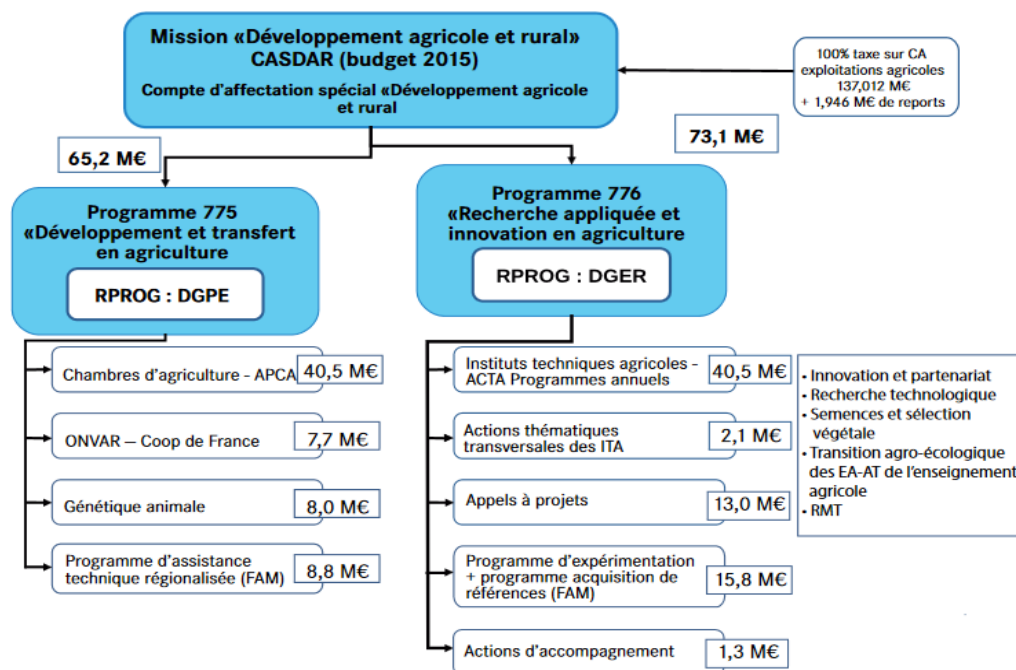 Mission «Développement agricole et rural»
CASDAR (budget 2015)
Compte d'affectation spécial «Développement agricole
et rural
100% taxe sur CA
exploitations agricoles
137,012 M€
+ 1,946 M€ de reports
65,2 M€
73,1 M€
Programme 775
«Développement et transfert
en agriculture
RPROG : DGPE
Programme 776
«Recherche appliquée et
innovation en agriculture
RPROG : DGER
Chambres d'agriculture - APCA
40,5 M€
ONVAR — Coop de France
7,7 M€
Génétique animale
8,0 M€
Programme d'assistance
technique régionalisée (FAM)
8,8 M€
Instituts techniques agricoles -
ACTA Programmes annuels
40,5 M€
Actions thématiques
transversales des ITA
2,1 M€
Appels à projets
13,0 M€
Programme d'expérimentation
+ programme acquisition de
références (FAM)
15,8 M€
Actions d'accompagnement
1,3 M€
• Innovation et partenariat
• Recherche technologique
• Semences et sélection
végétale
• Transition agro-écologique
des EA-AT de l'enseignement
agricole
• RMT